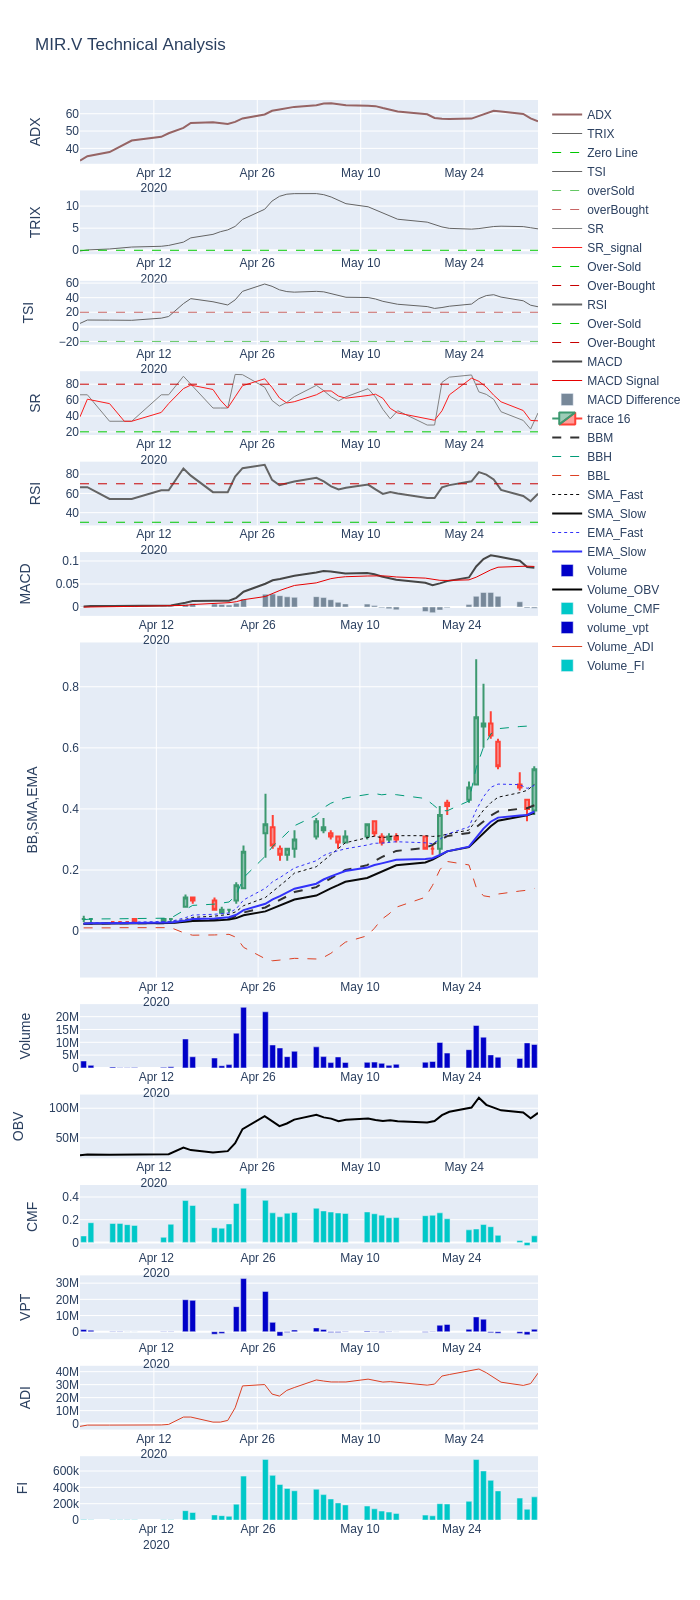 MIR.V Technical Analysis
ADX
60
50
40
Apr 12
2020
Apr 26
May 10
May 24
TRIX
10
5
0
Apr 12
2020
Apr 26
May 10
May 24
TSI
60
40
20
0
−20
Apr 12
2020
Apr 26
May 10
May 24
SR
80
60
40
20
Apr 12
2020
Apr 26
May 10
May 24
RSI
80
60
40
Apr 12
2020
Apr 26
May 10
May 24
MACD
0.1
0.05
0
Apr 12
2020
Apr 26
May 10
May 24
BB,SMA,EMA
0.8
0.6
0.4
0.2
0
Apr 12
2020
Apr 26
May 10
May 24
Volume
20M
15M
10M
5M
0
Apr 12
2020
Apr 26
May 10
May 24
OBV
100M
50M
Apr 12
2020
Apr 26
May 10
May 24
CMF
0.4
0.2
0
Apr 12
2020
Apr 26
May 10
May 24
VPT
30M
20M
10M
0
Apr 12
2020
Apr 26
May 10
May 24
ADI
40M
30M
20M
10M
0
Apr 12
2020
Apr 26
May 10
May 24
FI
600k
400k
200k
0
Apr 12
2020
Apr 26
May 10
May 24
ADX
TRIX
Zero Line
TSI
overSold
overBought
SR
SR_signal
Over-Sold
Over-Bought
RSI
Over-Sold
Over-Bought
MACD
MACD Signal
MACD Difference
trace 16
BBM
BBH
BBL
SMA_Fast
SMA_Slow
EMA_Fast
EMA_Slow
Volume
Volume_OBV
Volume_CMF
volume_vpt
Volume_ADI
Volume_FI